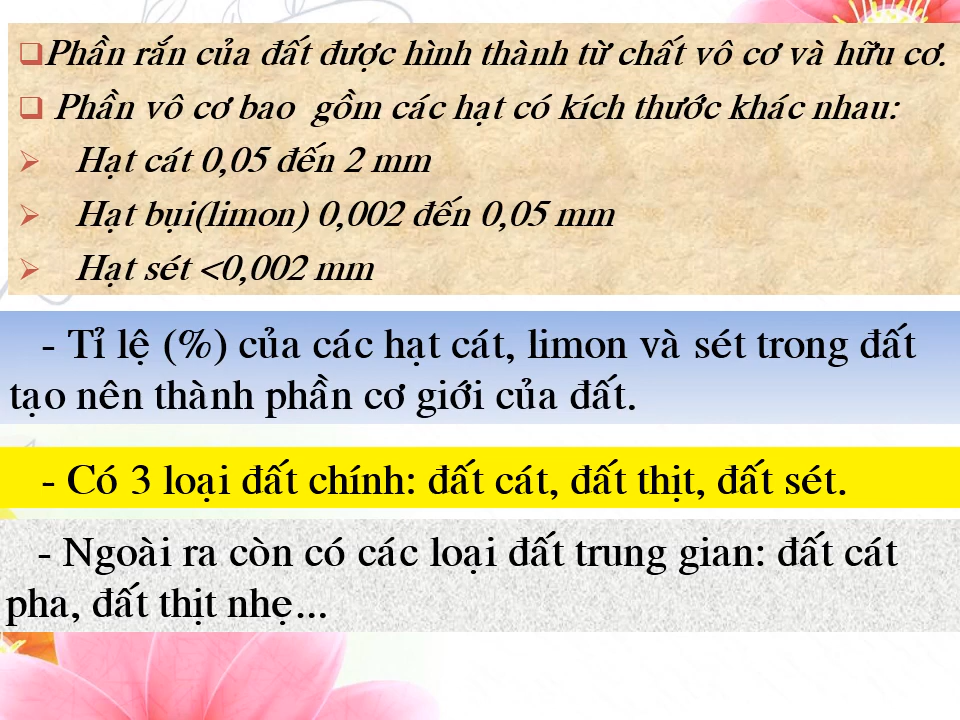 Phần rắn của đất được hình thành từ chất vô cơ và hữu cơ.
Phần vô cơ bao gồm các hạt có kích thước khác nhau:
Hạt cát 0,05 đến 2 mm
Hạt bụi(limon) 0,002 đến 0,05 mm
Hạt sét <0,002 mm
- Tỉ lệ (%) của các hạt cát, limon và sét trong đất
tạo nên thành phần cơ giới của đất.
- Có 3 loại đất chính: đất cát, đất thịt, đất sét.
- Ngoài ra còn có các loại đất trung gian: đất cát
pha, đất thịt nhẹ...